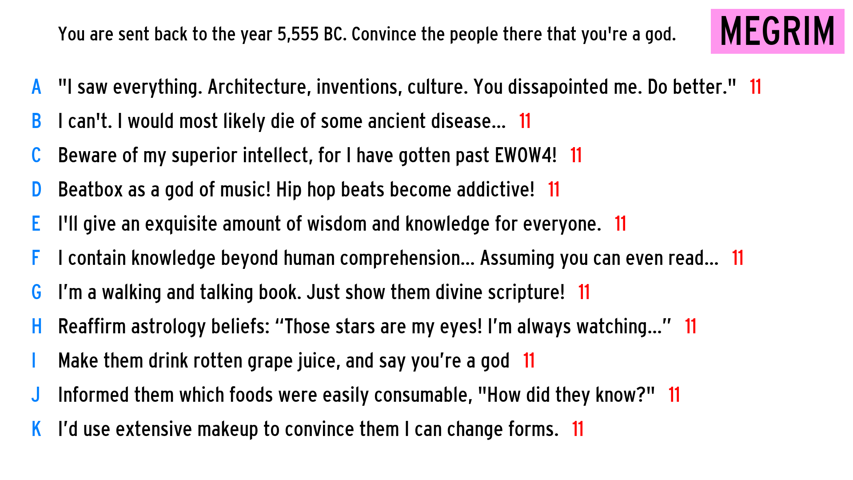 You are sent back to the year 5,555 BC. Convince the people there that you're a god.
MEGRIM
A "I saw everything. Architecture, inventions, culture. You dissapointed me. Do better." 11
B I can't. I would most likely die of some ancient disease... 11
C Beware of my superior intellect, for I have gotten past EWOW4! 11
D Beatbox as a god of music! Hip hop beats become addictive! 11
E I'll give an exquisite amount of wisdom and knowledge for everyone. 11
F I contain knowledge beyond human comprehension... Assuming you can even read... 11
G I’m a walking and talking book. Just show them divine scripture! 11
H Reaffirm astrology beliefs: “Those stars are my eyes! I’m always watching...” 11
I Make them drink rotten grape juice, and say you’re a god 11
J Informed them which foods were easily consumable, "How did they know?" 11
K I’d use extensive makeup to convince them I can change forms. 11